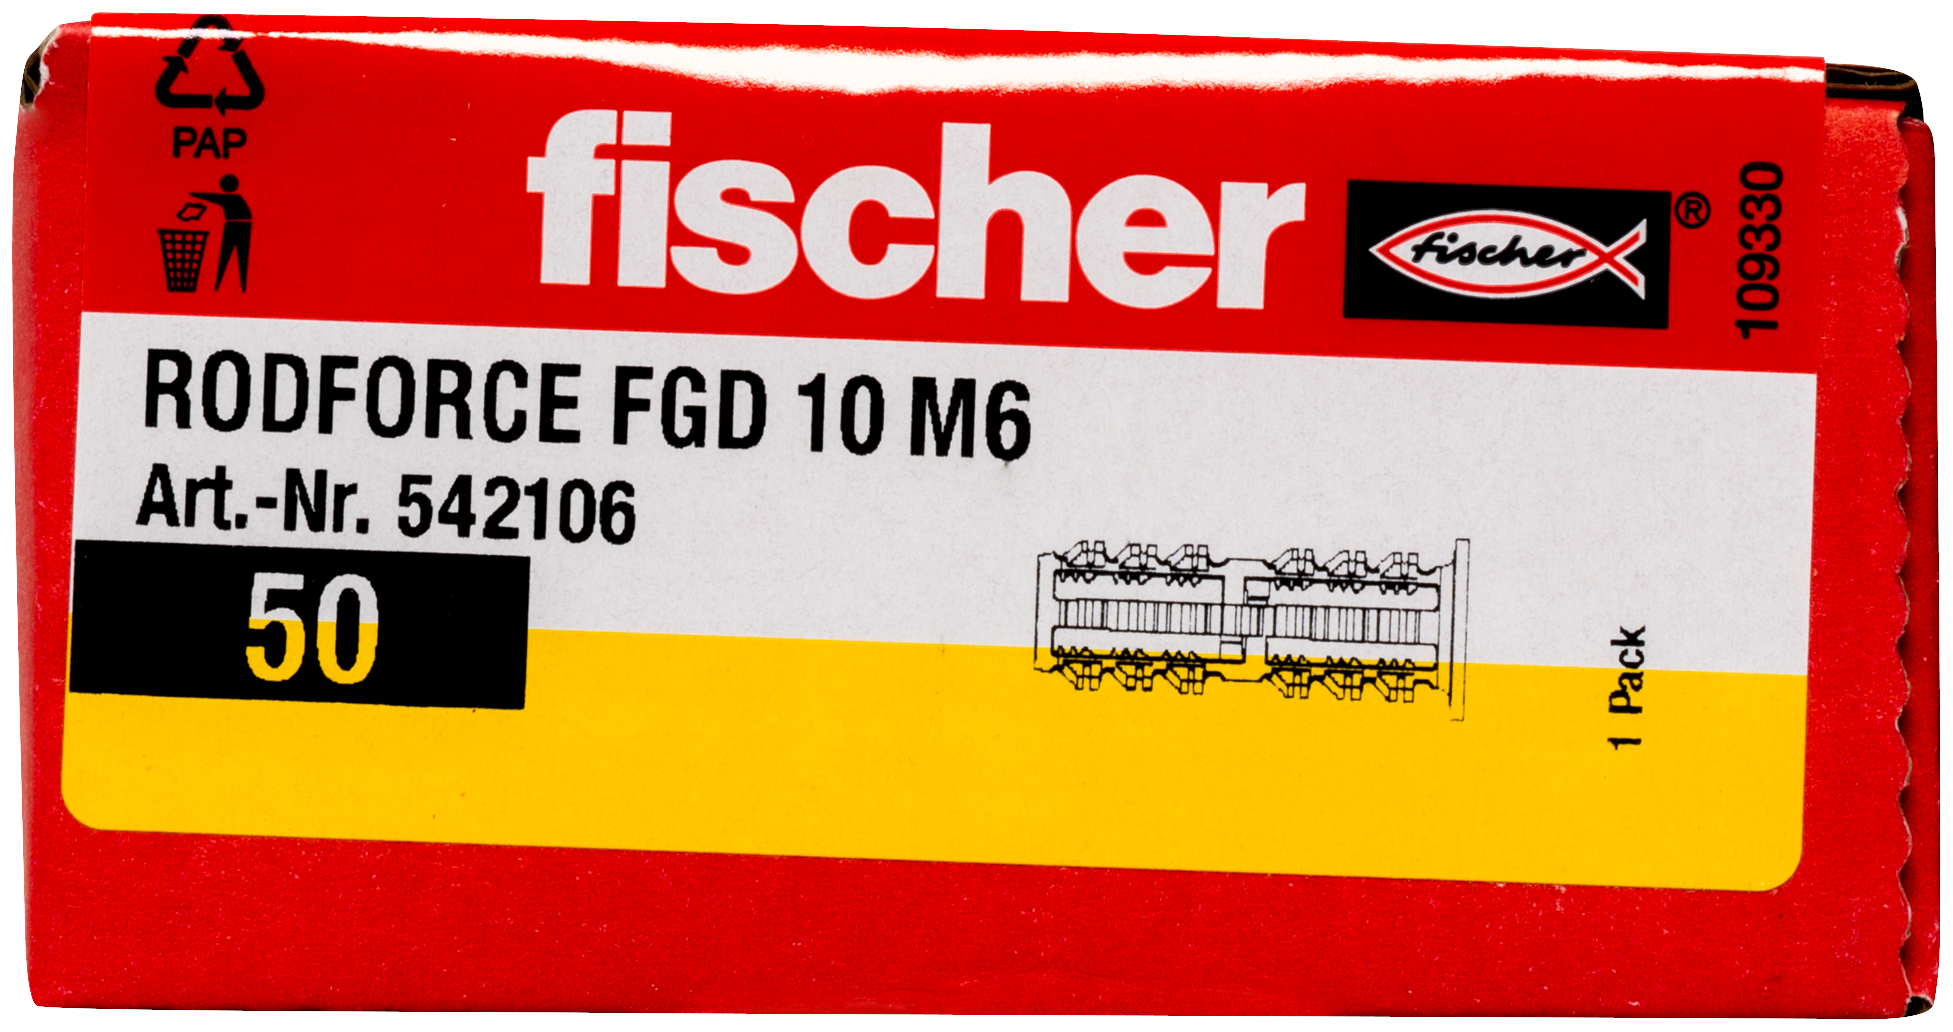 PAP
fischer
fischer ®
109330
RODFORCE FGD 10 M6
Art.-Nr. 542106
50
1 Pack